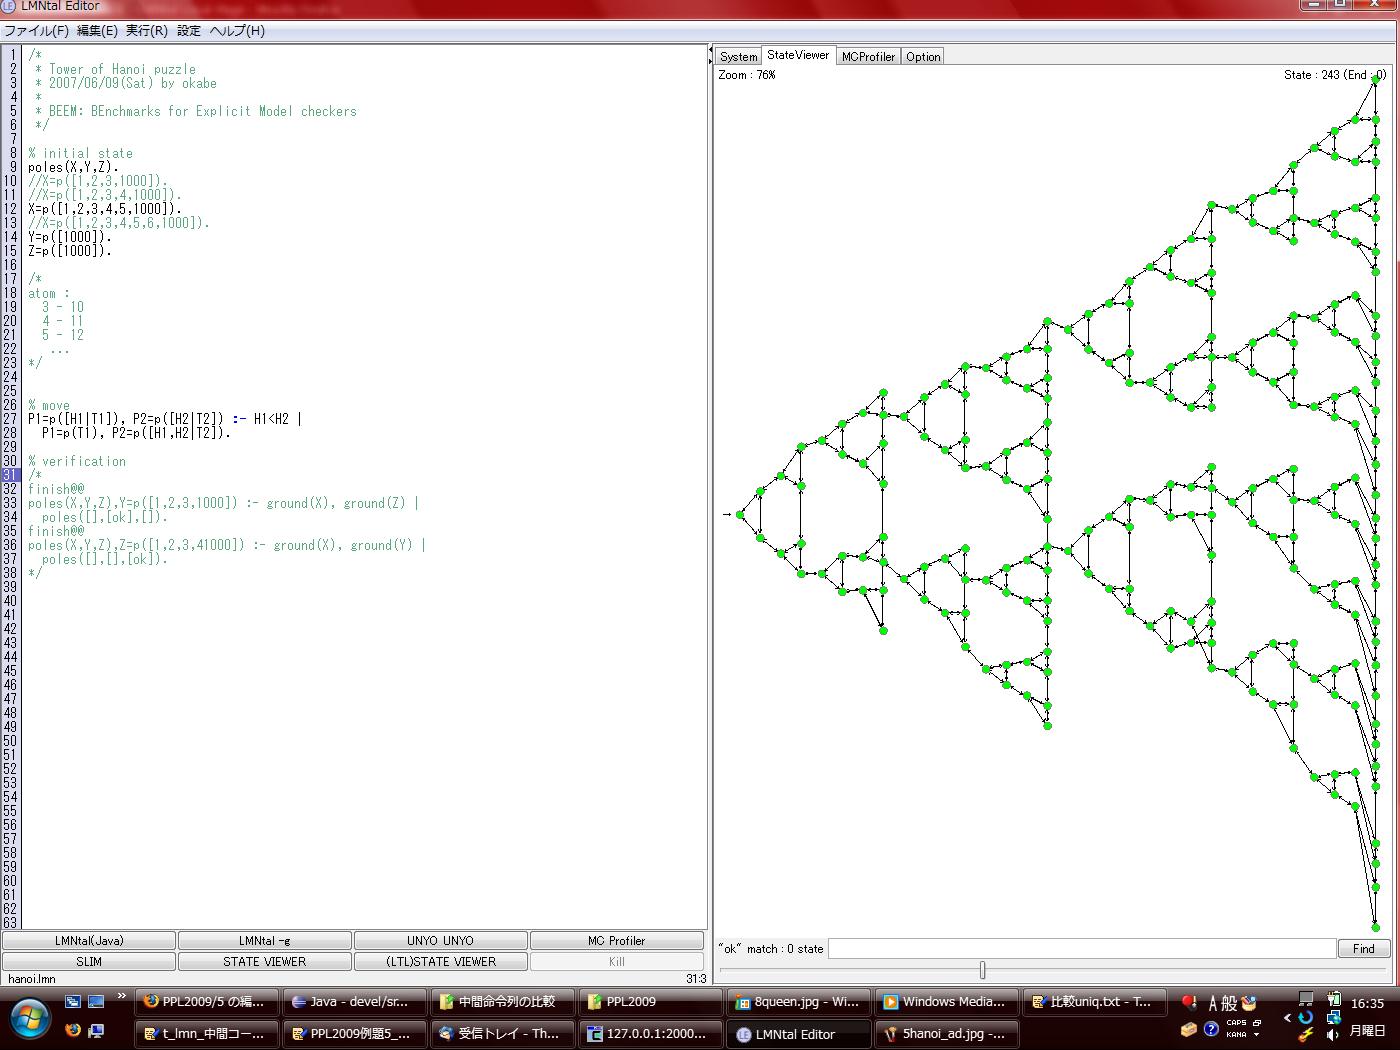 LMNtal Editor
ファイル(F) 編集(E) 実行(R) 設定 ヘルプ(H)
1 /*
2 * Tower of Hanoi puzzle
3 * 2007/06/09(Sat) by okabe
4 *
5 * BEEM: BEnchmarks for Explicit Model checkers
6 */
7
8 % initial state
9 poles(X,Y,Z).
10 //X=p([1,2,3,1000]).
11 //X=p([1,2,3,4,1000]).
12 X=p([1,2,3,4,5,1000]).
13 //X=p([1,2,3,4,5,6,1000]).
14 Y=p([1000]).
15 Z=p([1000]).
16
17 /*
18 atom :
19 3 - 10
20 4 - 11
21 5 - 12
22 ...
23 */
24
25
26 % move
27 P1=p([H1|T1]), P2=p([H2|T2]) :- H1<H2 |
28 P1=p(T1), P2=p([H1,H2|T2]).
29
30 % verification
31 /*
32 finish@@
33 poles(X,Y,Z),Y=p([1,2,3,1000]) :- ground(X), ground(Z) |
34 poles([],[ok],[]).
35 finish@@
36 poles(X,Y,Z),Z=p([1,2,3,41000]) :- ground(X), ground(Y) |
37 poles([],[],[ok]).
38 */
39
40
41
42
43
44
45
46
47
48
49
50
51
52
53
54
55
56
57
58
59
60
61
62
63
LMNtal(Java) LMNtal -g UNYO UNYO MC Profiler
SLIM STATE VIEWER (LTL)STATE VIEWER Kill
hanoi.lmn 31:3
System StateViewer MCProfiler Option
Zoom : 76% State : 243 (End : 0)
"ok" match : 0 state Find
PPL2009/5 の編... Java - devel/sr... 中間命令列の比較 PPL2009 8queen.jpg - Wi... Windows Media... 比較uniq.txt - T... A 般 16:35
t_lmn_中間コー... PPL2009例題5_... 受信トレイ - Th... 127.0.0.1:2000... LMNtal Editor 5hanoi_ad.jpg -... CAPS KANA 月曜日